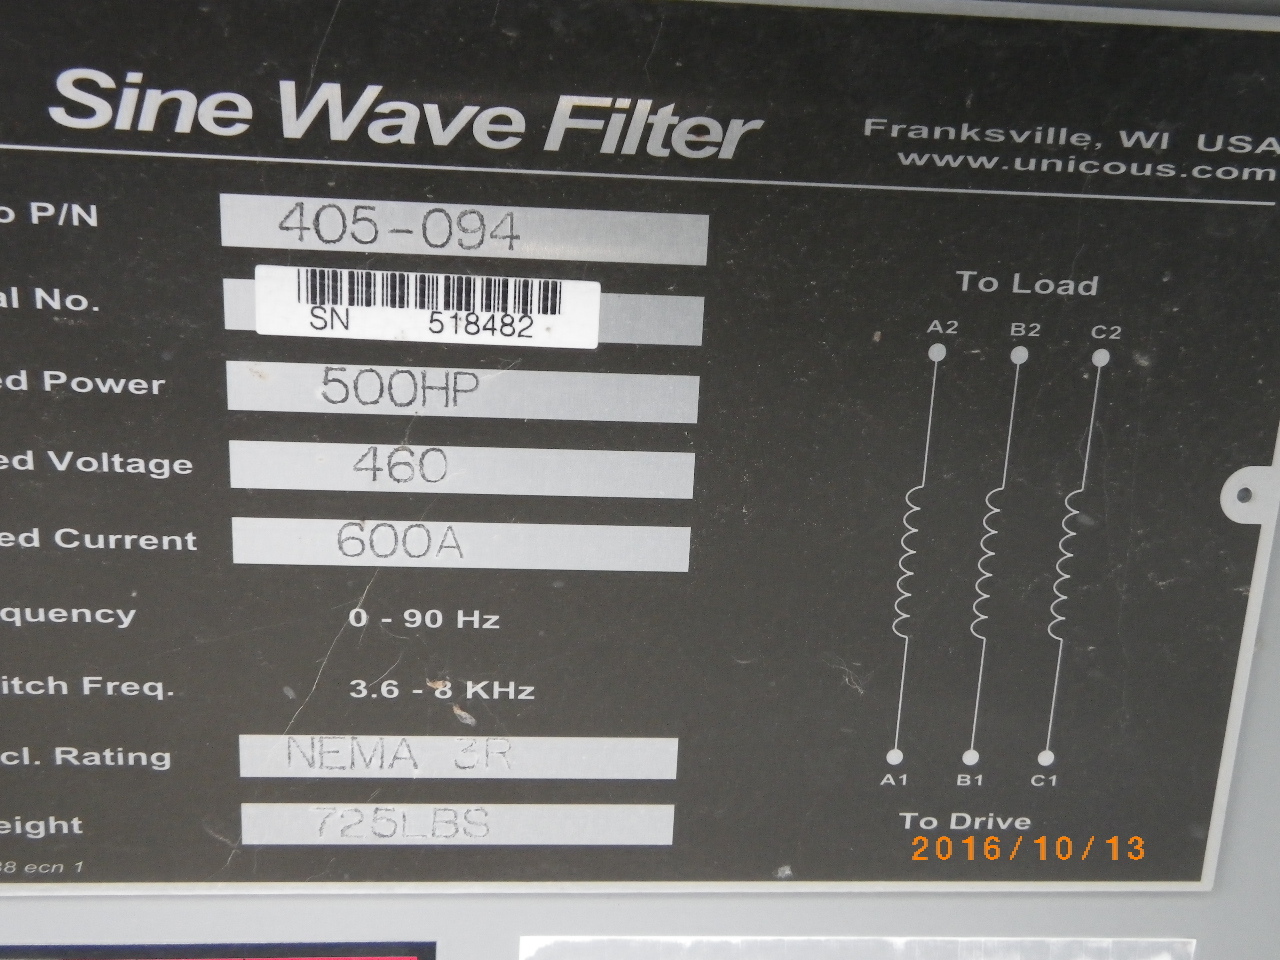 Sine Wave Filter
Franksville, WI USA
www.unicous.com
o P/N 405-094
al No. SN 518482
ed Power 500HP
ed Voltage 460
ed Current 600A
quency 0 - 90 Hz
itch Freq. 3.6 - 8 KHz
cl. Rating NEMA 3R
eight 725LBS
38 ecn 1
To Load
A2 B2 C2
A1 B1 C1
To Drive
2016/10/13